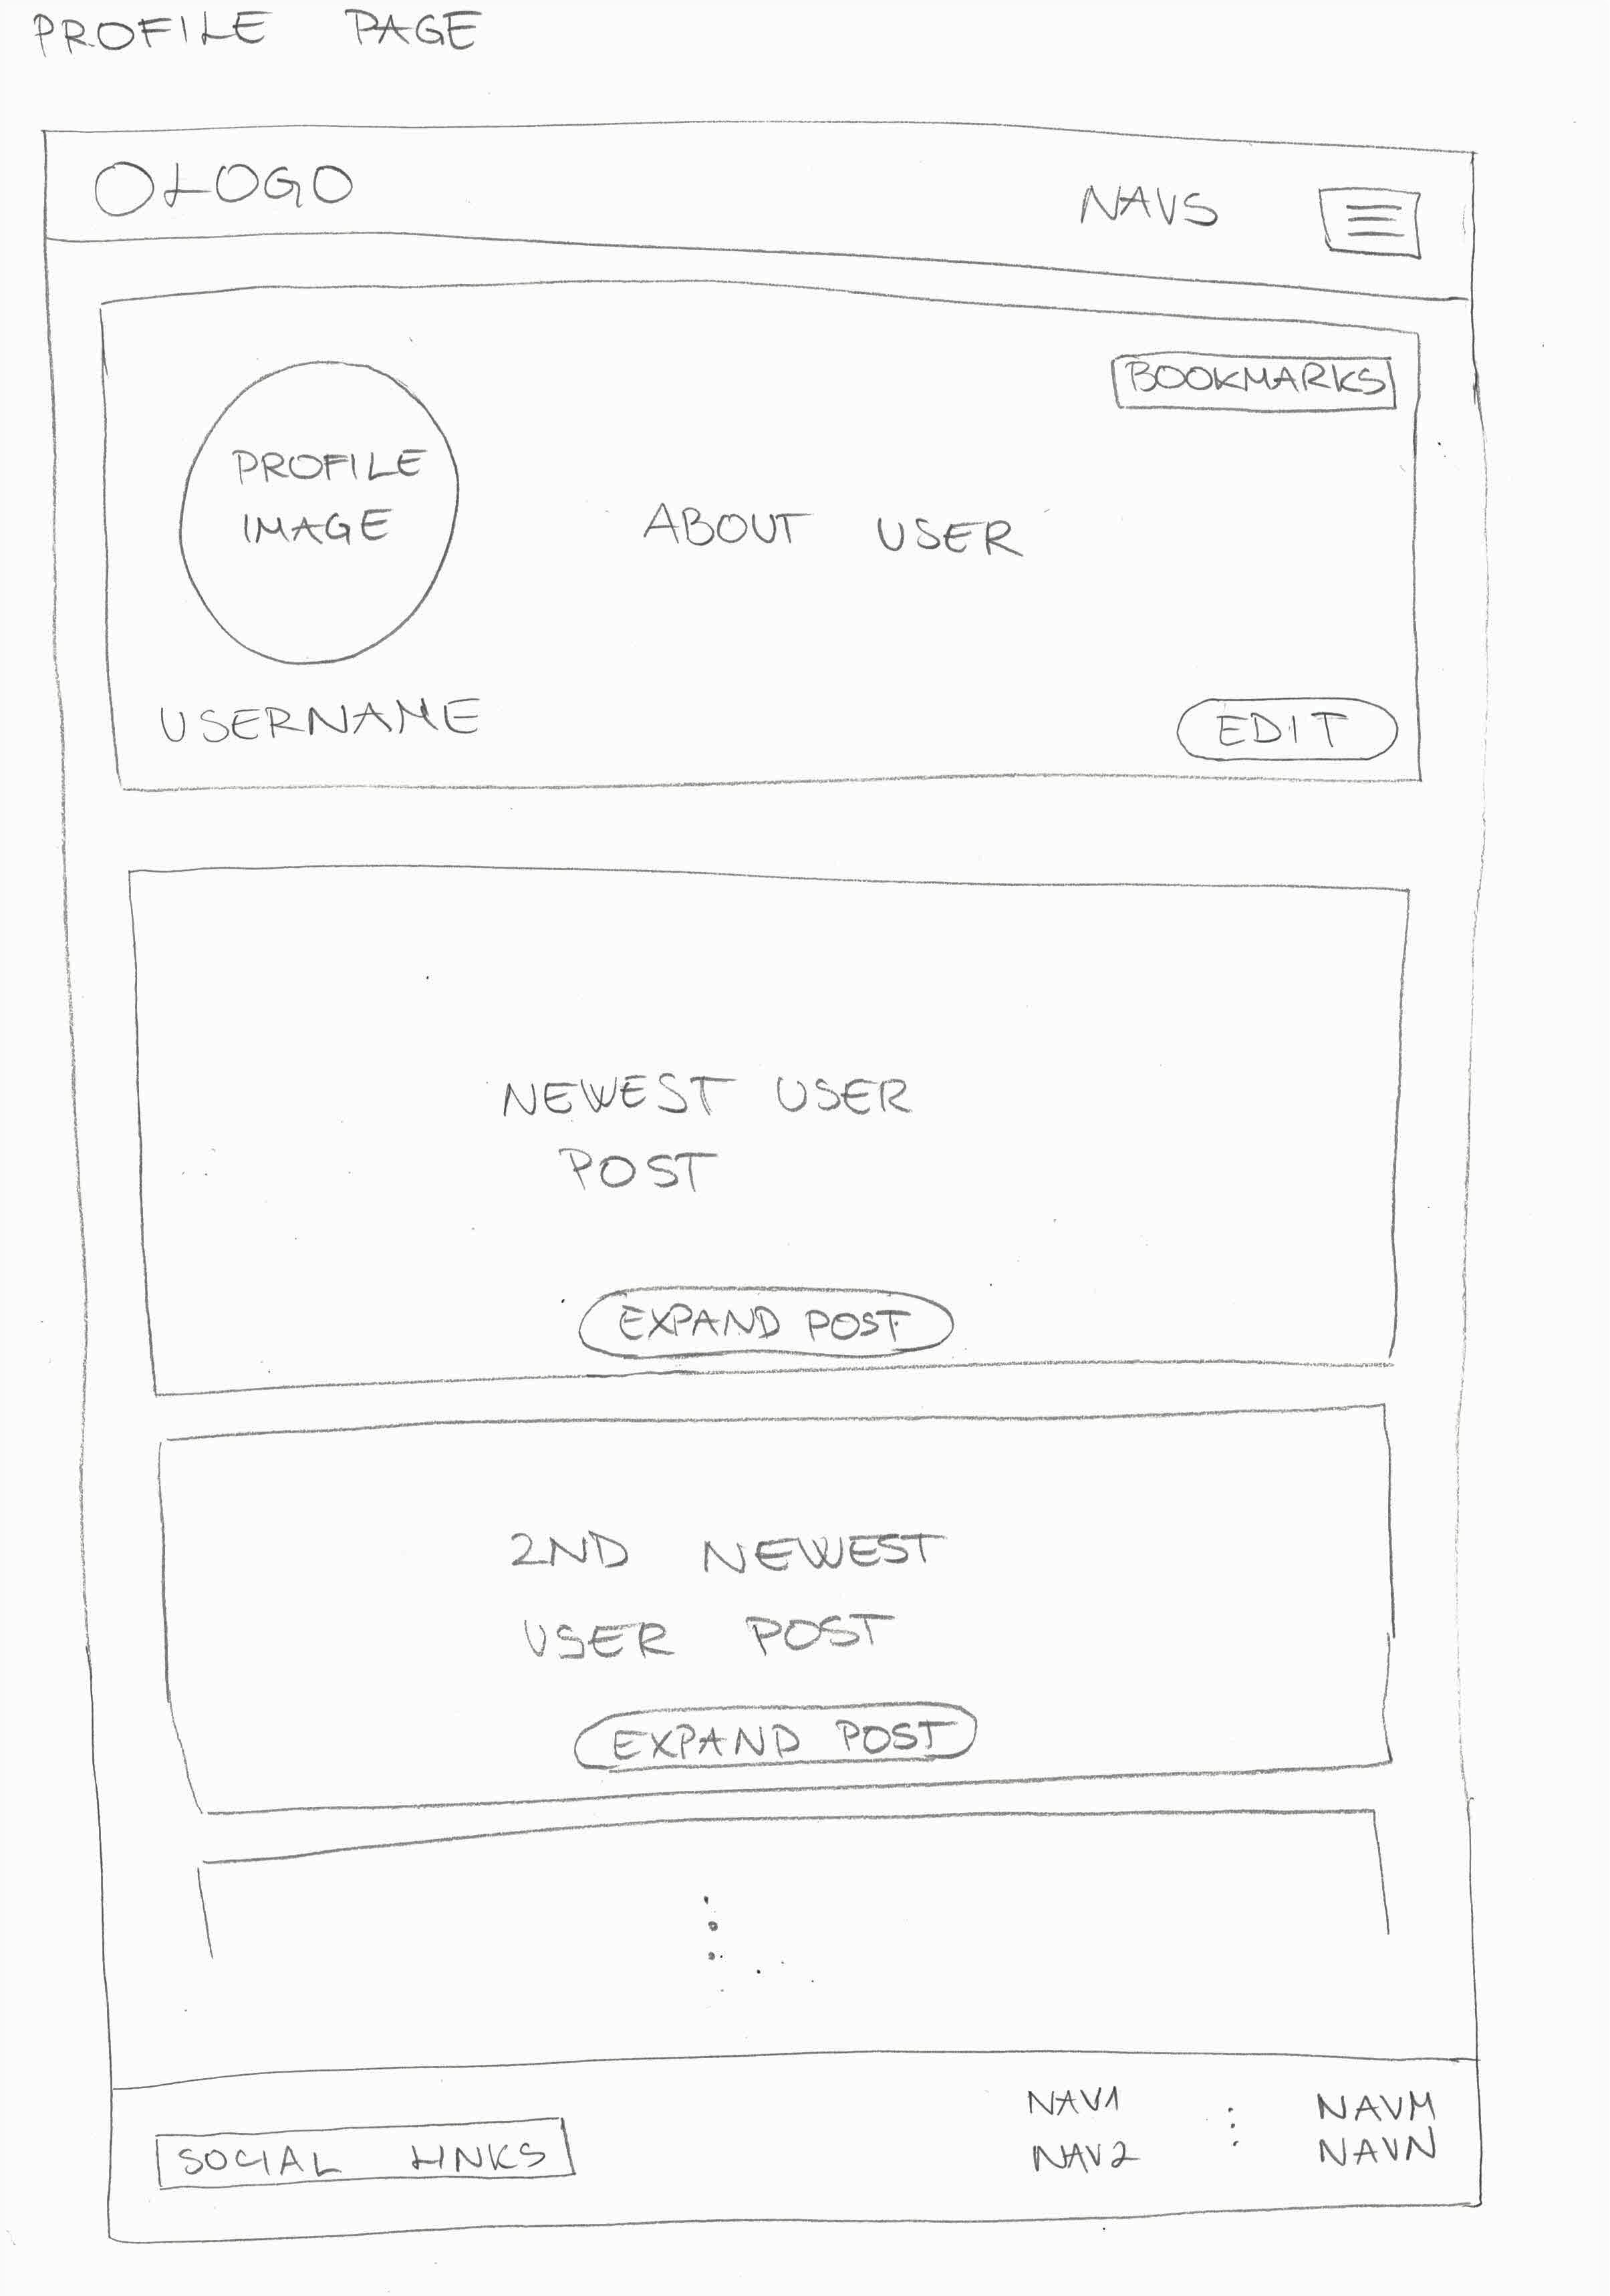 PROFILE PAGE
OLOGO
NAVS
BOOKMARKS
PROFILE
IMAGE
ABOUT USER
USERNAME
EDIT
NEWEST USER
POST
EXPAND POST
2ND NEWEST
USER POST
EXPAND POST
NAV1
NAVM
SOCIAL LINKS
NAV2
NAVN